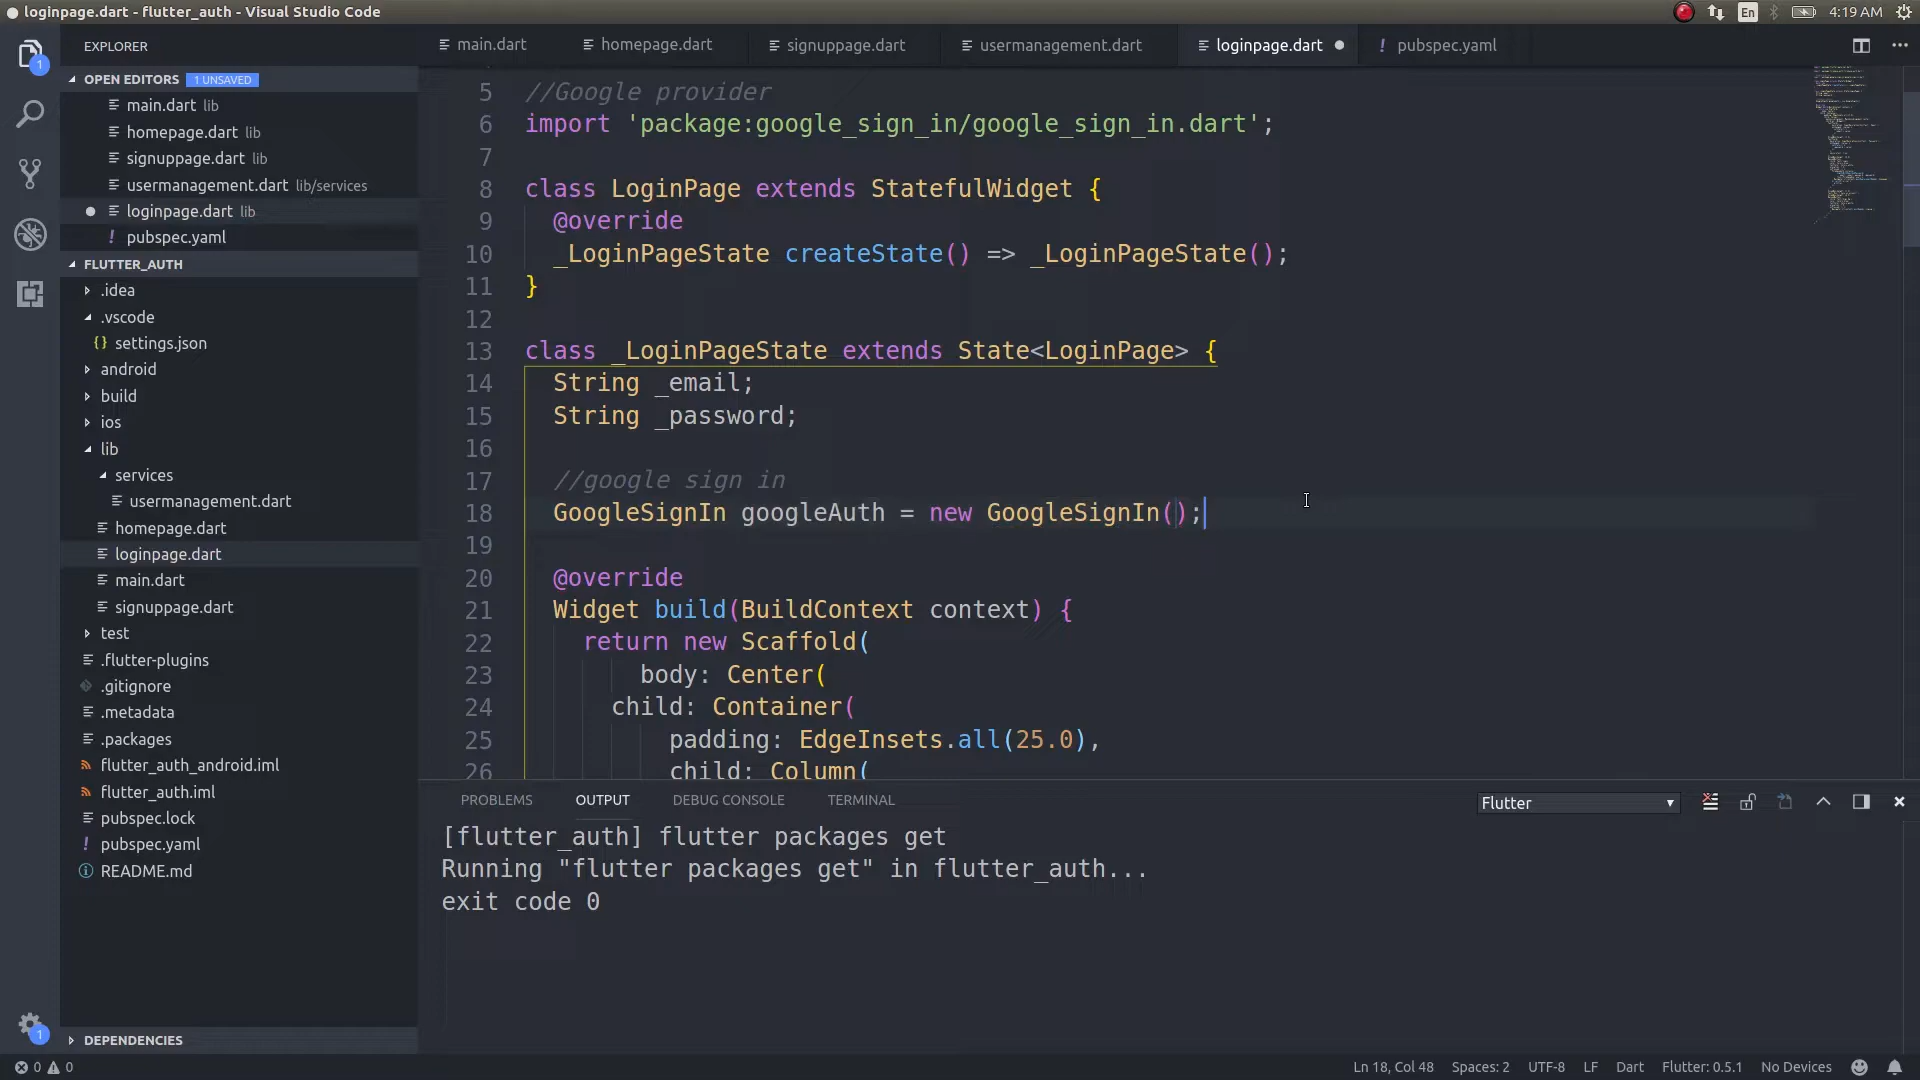 loginpage.dart - flutter_auth - Visual Studio Code
En
4:19 AM
EXPLORER
OPEN EDITORS 1 UNSAVED
main.dart lib
homepage.dart lib
signuppage.dart lib
usermanagement.dart lib/services
loginpage.dart lib
! pubspec.yaml
FLUTTER_AUTH
.idea
.vscode
{} settings.json
android
build
ios
lib
services
usermanagement.dart
homepage.dart
loginpage.dart
main.dart
signuppage.dart
test
.flutter-plugins
.gitignore
.metadata
.packages
flutter_auth_android.iml
flutter_auth.iml
pubspec.lock
! pubspec.yaml
README.md
DEPENDENCIES
1
1
main.dart
homepage.dart
signuppage.dart
usermanagement.dart
loginpage.dart
! pubspec.yaml
5 //Google provider
6 import 'package:google_sign_in/google_sign_in.dart';
7
8 class LoginPage extends StatefulWidget {
9 @override
10 _LoginPageState createState() => _LoginPageState();
11 }
12
13 class _LoginPageState extends State<LoginPage> {
14 String _email;
15 String _password;
16
17 //google sign in
18 GoogleSignIn googleAuth = new GoogleSignIn();
19
20 @override
21 Widget build(BuildContext context) {
22 return new Scaffold(
23 body: Center(
24 child: Container(
25 padding: EdgeInsets.all(25.0),
26 child: Column(
PROBLEMS OUTPUT DEBUG CONSOLE TERMINAL
Flutter
[flutter_auth] flutter packages get
Running "flutter packages get" in flutter_auth...
exit code 0
0 0
Ln 18, Col 48 Spaces: 2 UTF-8 LF Dart Flutter: 0.5.1 No Devices